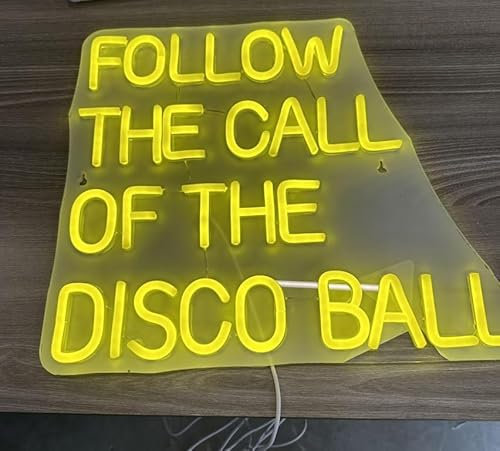 FOLLOW
THE CALL
OF THE
DISCO BALL